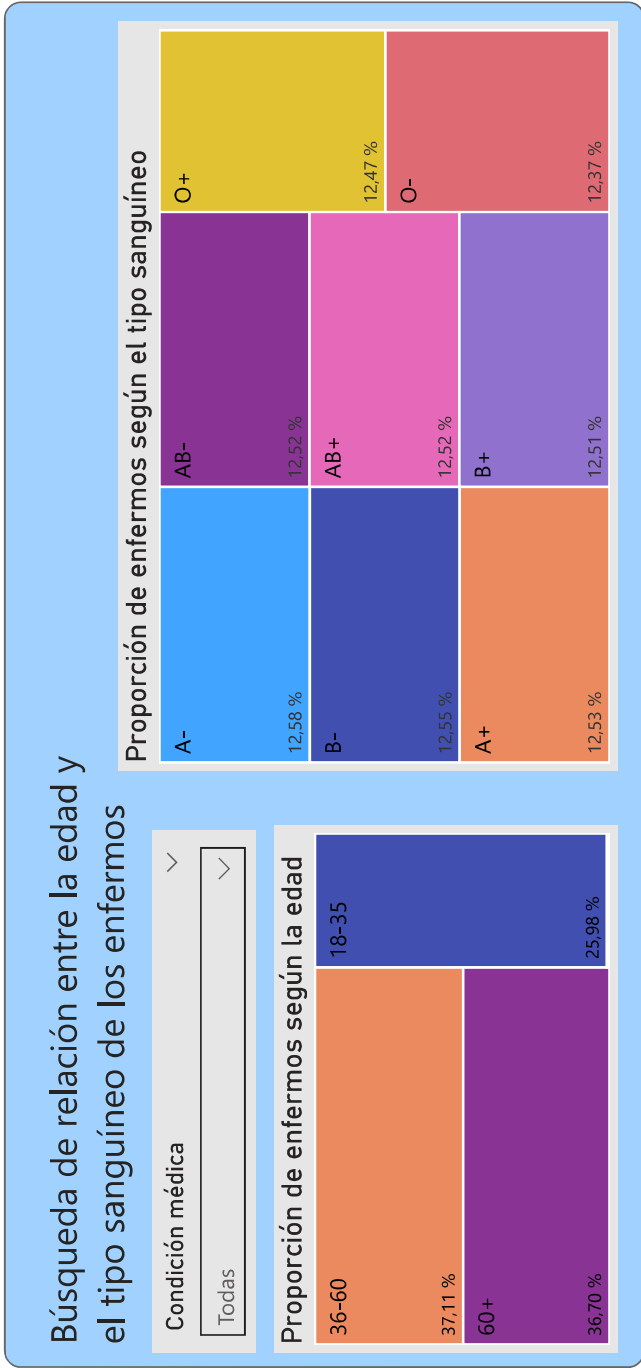 Búsqueda de relación entre la edad y
el tipo sanguíneo de los enfermos
Condición médica
Todas
Proporción de enfermos según la edad
36-60
37,11 %
60+
36,70 %
18-35
25,98 %
Proporción de enfermos según el tipo sanguíneo
A-
12,58 %
B-
12,55 %
A+
12,53 %
AB-
12,52 %
AB+
12,52 %
B+
12,51 %
O+
12,47 %
O-
12,37 %